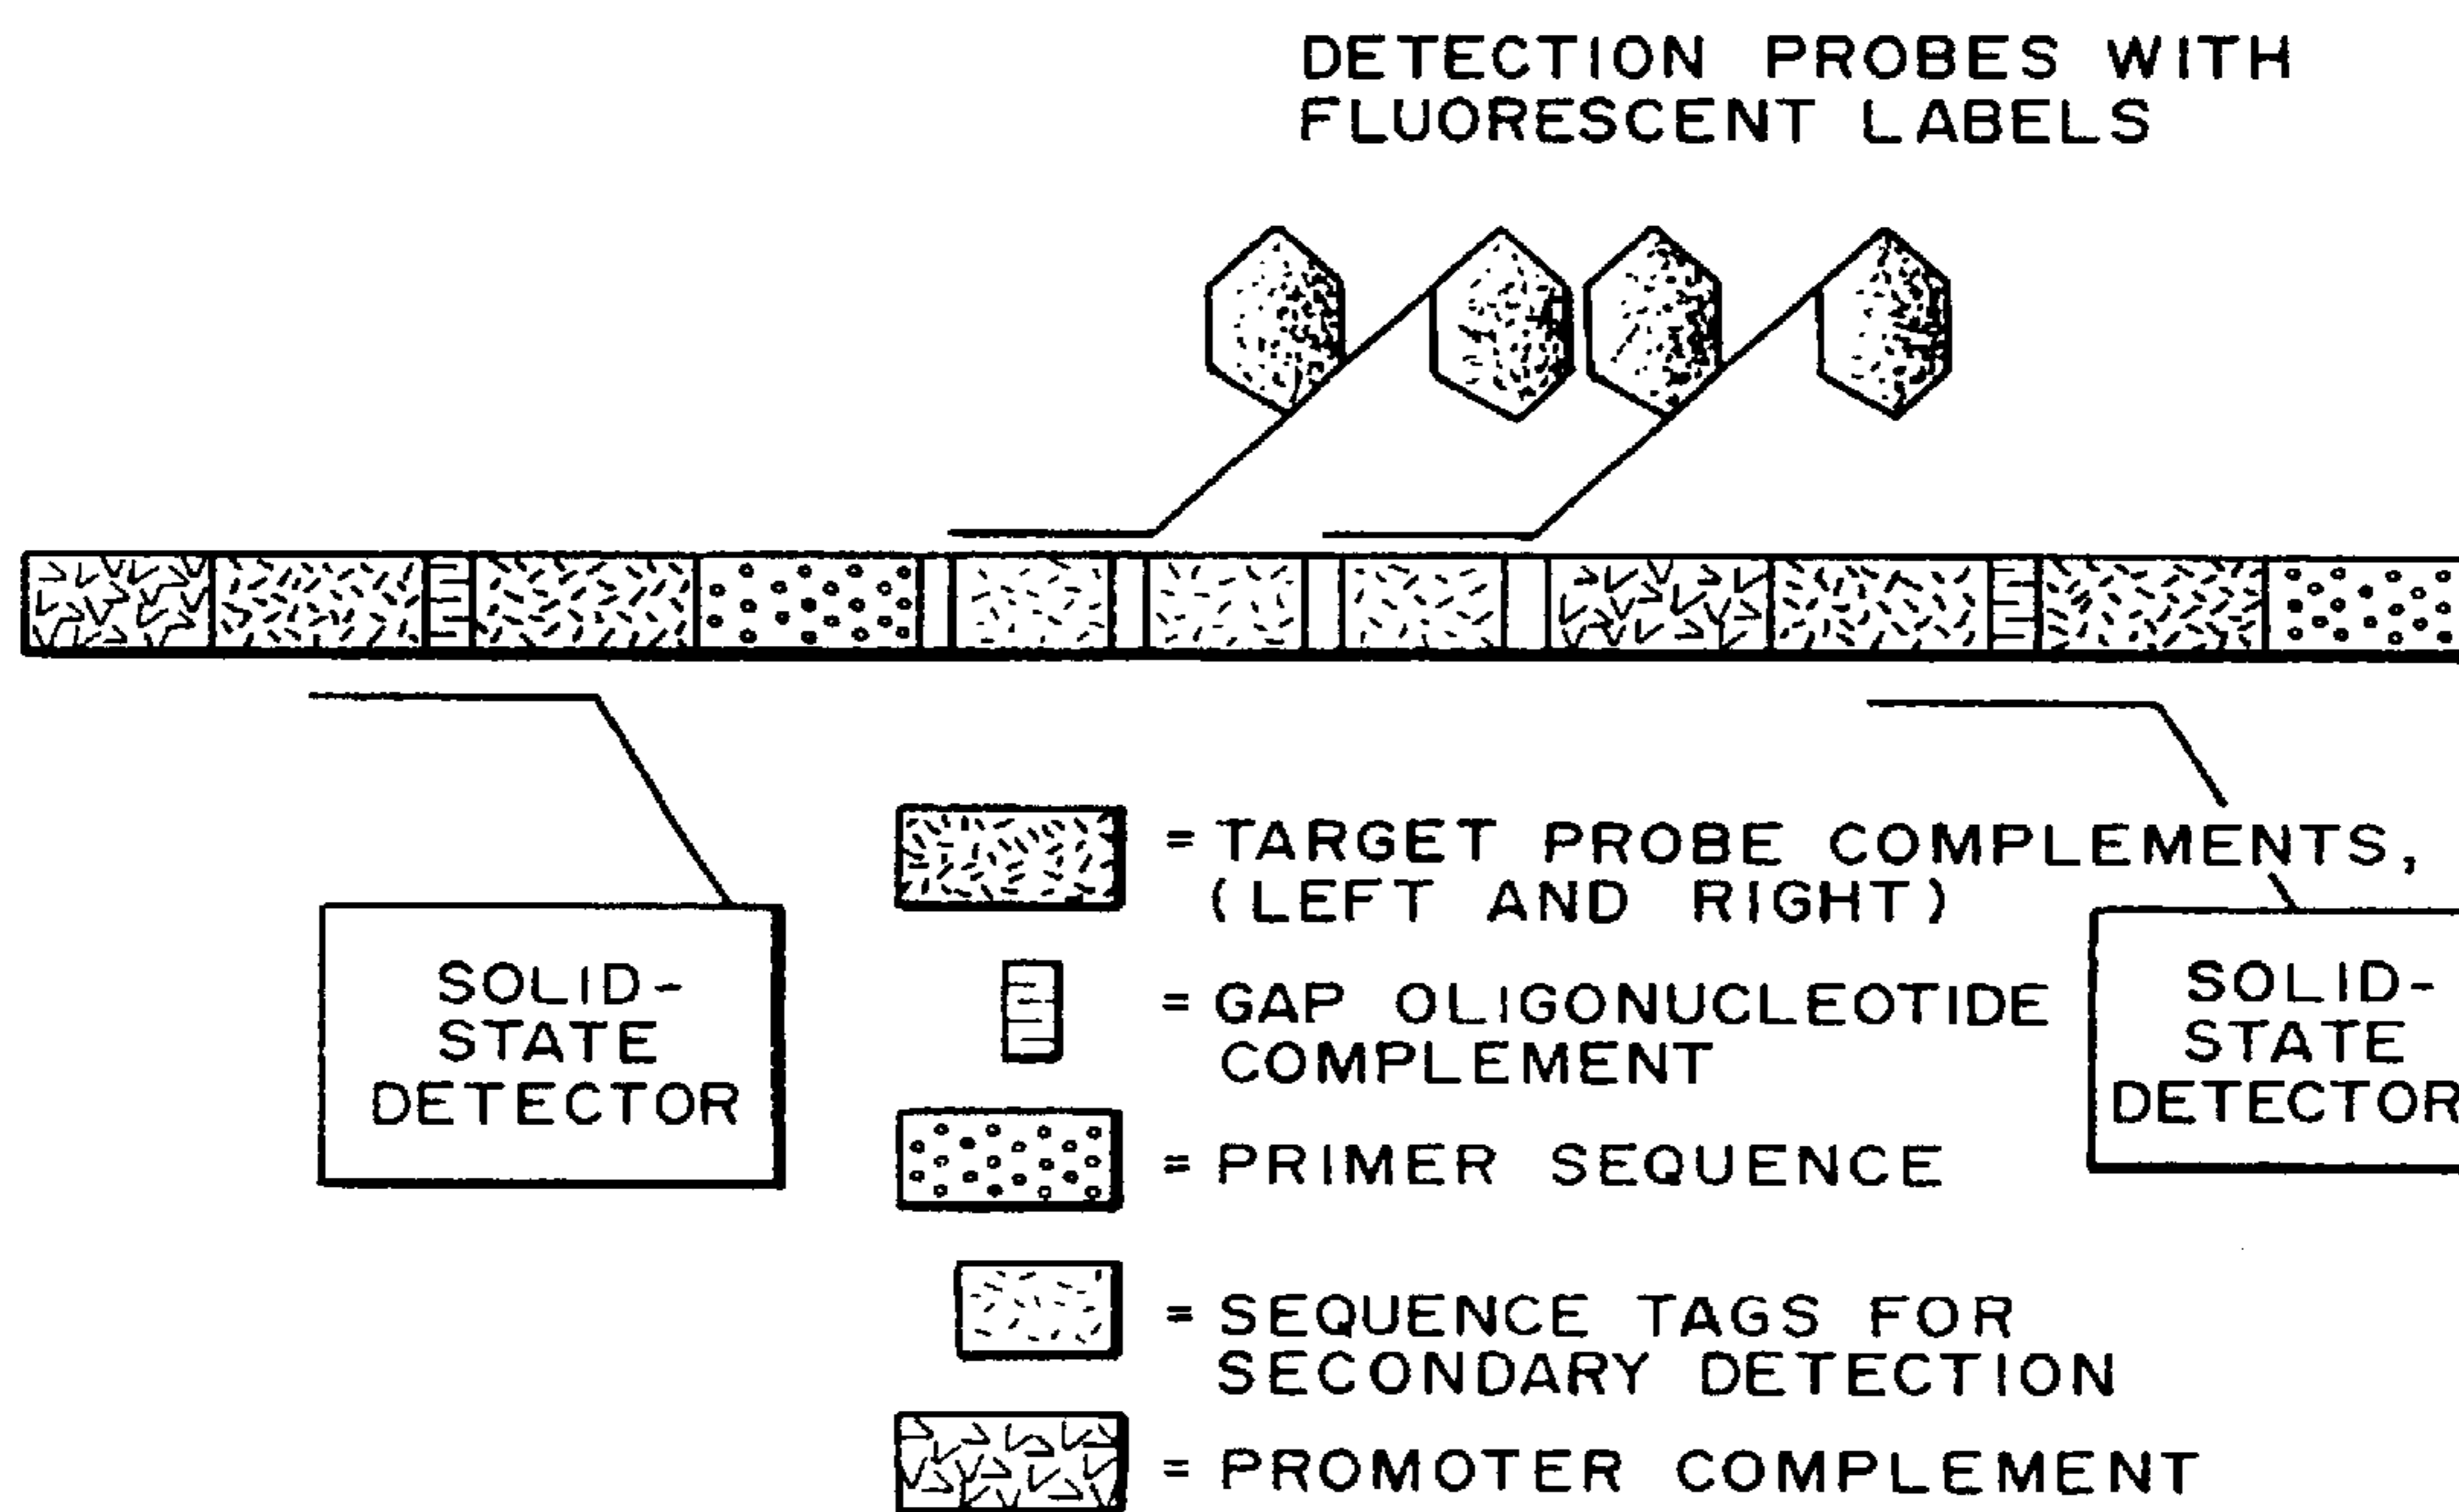 DETECTION PROBES WITH
FLUORESCENT LABELS
= TARGET PROBE COMPLEMENTS,
(LEFT AND RIGHT)
SOLID-
STATE
DETECTOR
= GAP OLIGONUCLEOTIDE
COMPLEMENT
SOLID-
STATE
DETECTOR
= PRIMER SEQUENCE
= SEQUENCE TAGS FOR
SECONDARY DETECTION
= PROMOTER COMPLEMENT